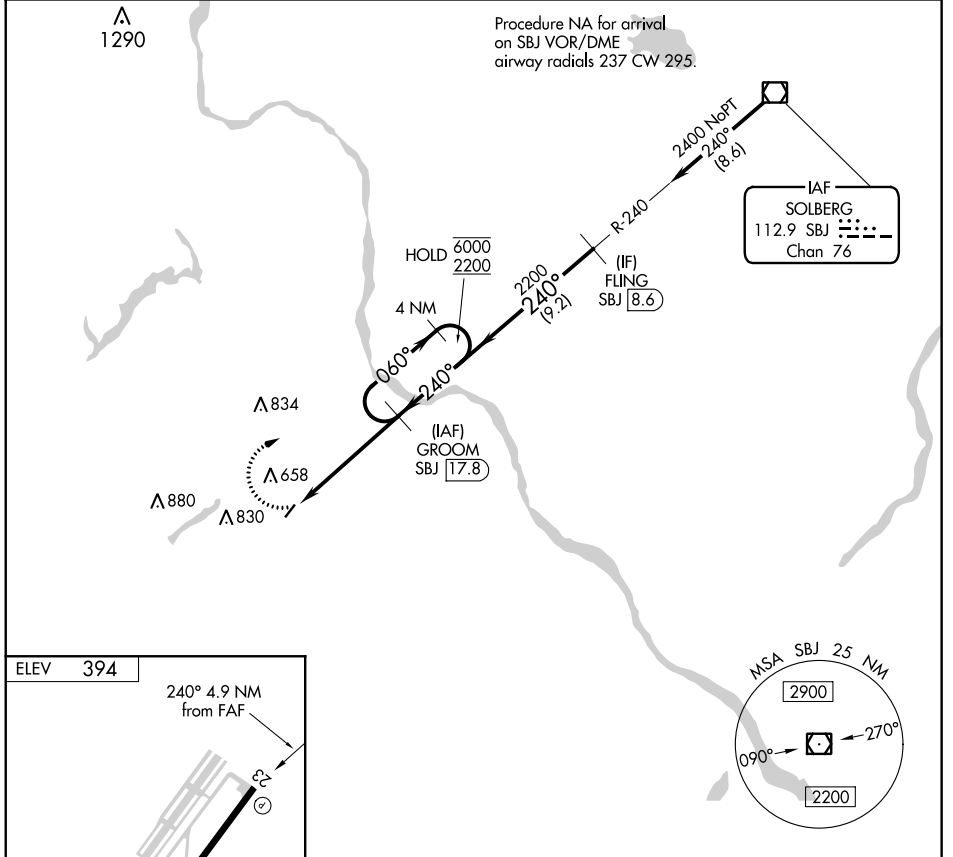 1290
Procedure NA for arrival
on SBJ VOR/DME
airway radials 237 CW 295.
2400 NoPT
240°
(8.6)
IAF
SOLBERG
112.9 SBJ
Chan 76
R-240
HOLD 6000
2200
(IF)
FLING
SBJ 8.6
2200
240°
(9.2)
4 NM
060°
240°
834
(IAF)
GROOM
SBJ 17.8
658
880
830
ELEV 394
240° 4.9 NM
from FAF
23
P
MSA SBJ 25 NM
2900
090°
270°
2200